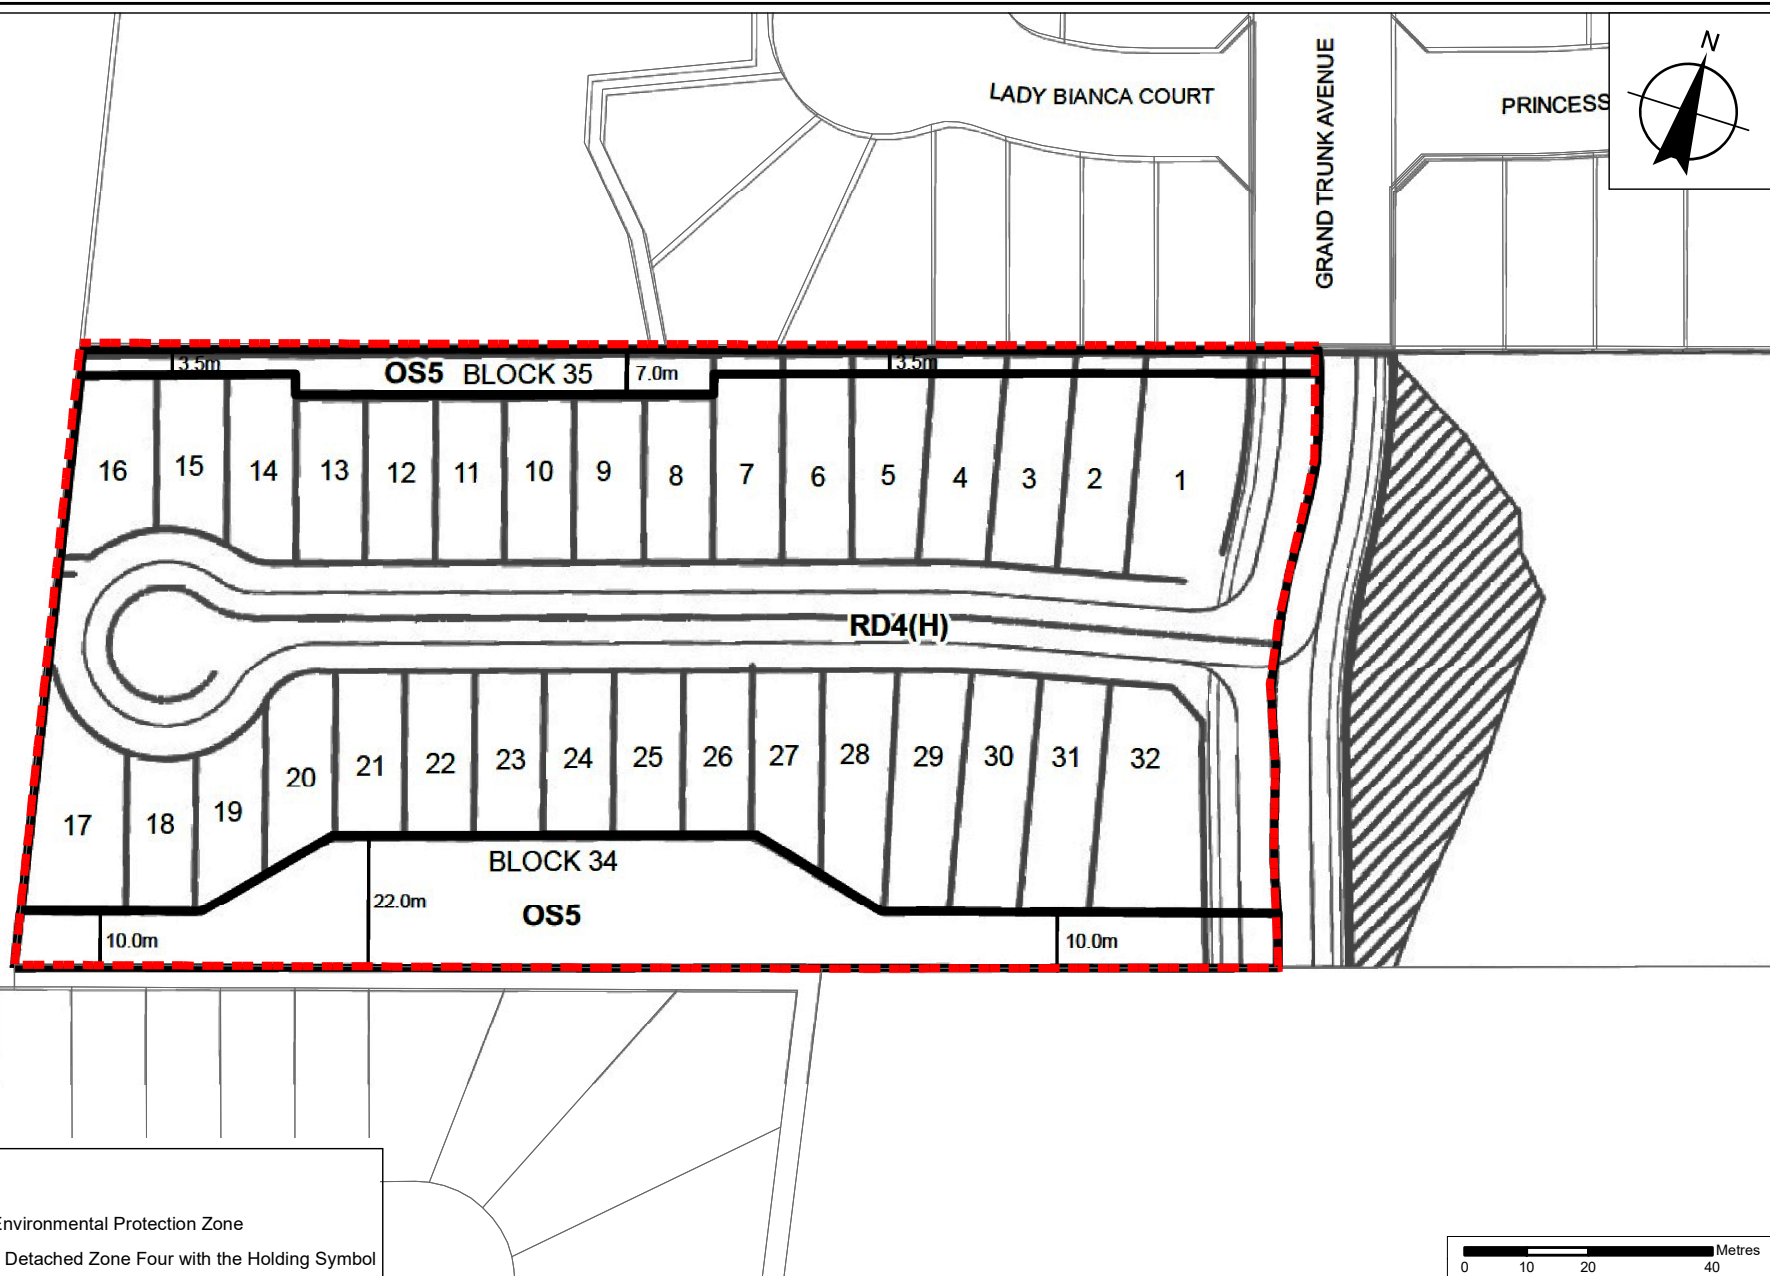 N
LADY BIANCA COURT
GRAND TRUNK AVENUE
PRINCESS
3.5m
OS5 BLOCK 35
7.0m
3.5m
16
15
14
13
12
11
10
9
8
7
6
5
4
3
2
1
RD4(H)
17
18
19
20
21
22
23
24
25
26
27
28
29
30
31
32
BLOCK 34
22.0m
OS5
10.0m
10.0m
Environmental Protection Zone
Detached Zone Four with the Holding Symbol
Metres
0 10 20 40